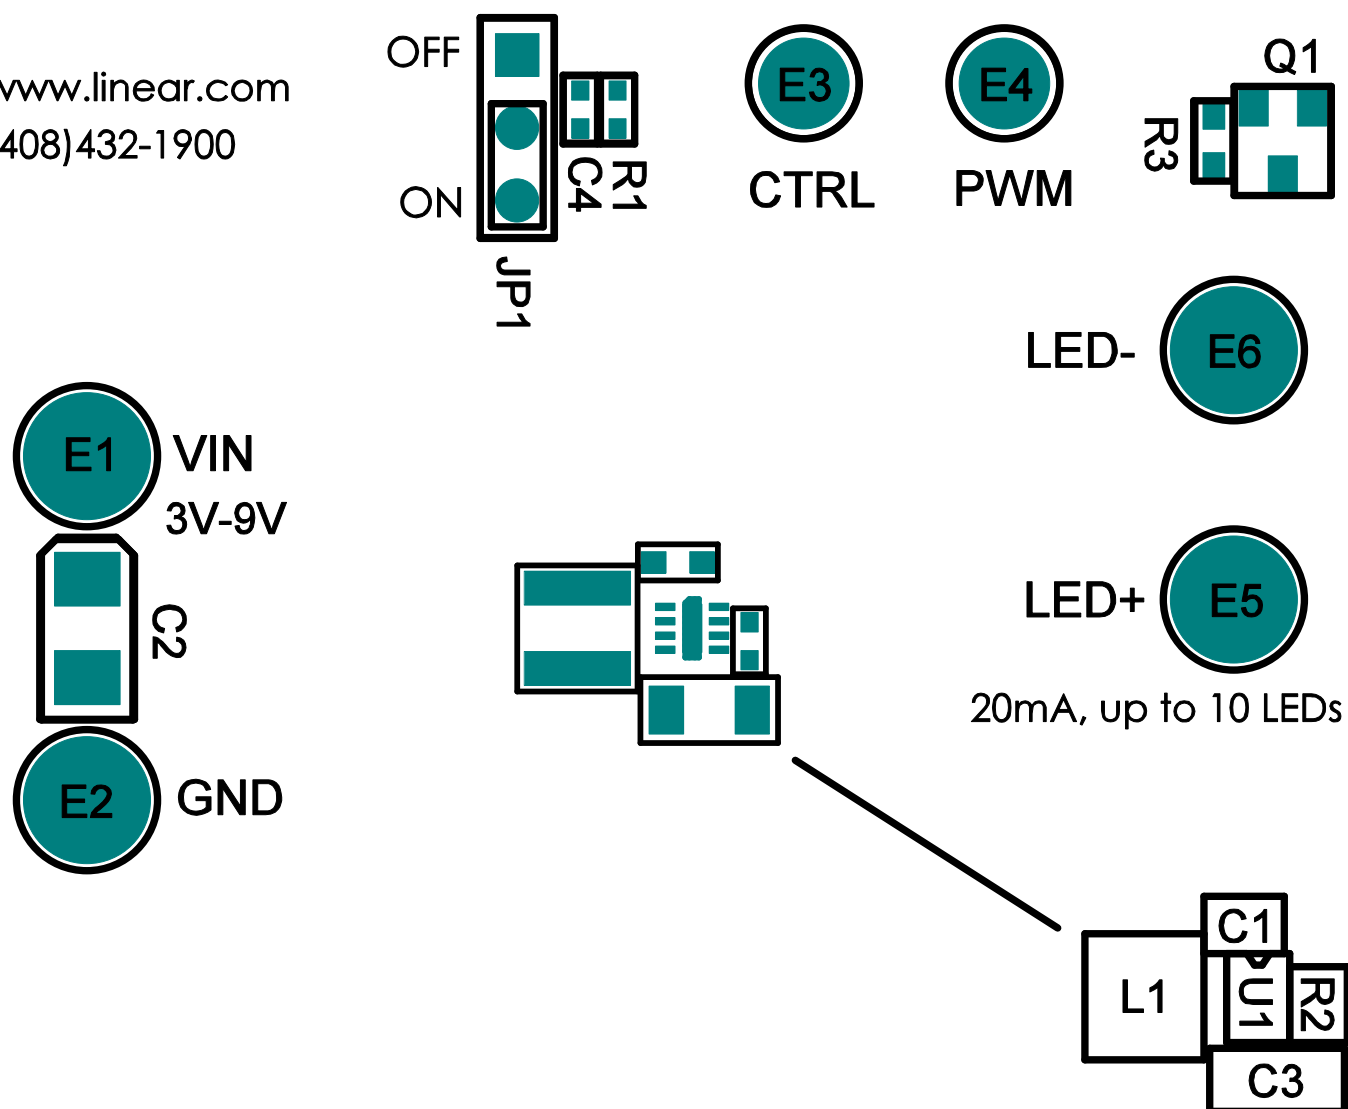 www.linear.com
408)432-1900
OFF
ON
JP1
C4
R1
E3
CTRL
E4
PWM
Q1
R3
LED-
E6
E1
VIN
3V-9V
C2
E2
GND
LED+
E5
20mA, up to 10 LEDs
C1
L1
U1
R2
C3